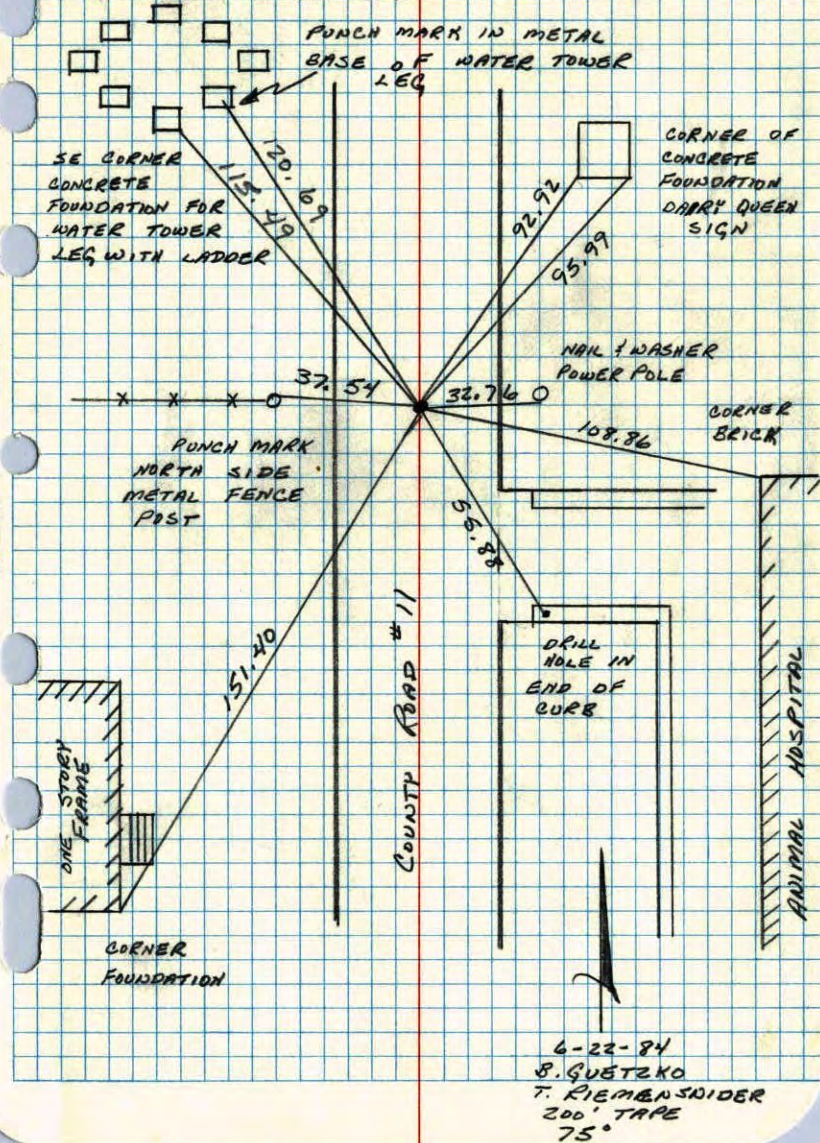 PUNCH MARK IN METAL
BASE OF WATER TOWER
LEG
SE CORNER
CONCRETE
FOUNDATION FOR
WATER TOWER
LEG WITH LADDER
120.69
115.49
92.92
95.99
CORNER OF
CONCRETE
FOUNDATION
DAIRY QUEEN
SIGN
37.54
32.76
NAIL & WASHER
POWER POLE
x x x
108.86
CORNER
BRICK
PUNCH MARK
NORTH SIDE
METAL FENCE
POST
55.88
151.40
COUNTY ROAD #11
DRILL
HOLE IN
END OF
CURB
ONE STORY
FRAME
ANIMAL HOSPITAL
CORNER
FOUNDATION
6-22-84
B. GUETZKO
T. RIEMENSNIDER
200' TAPE
75°